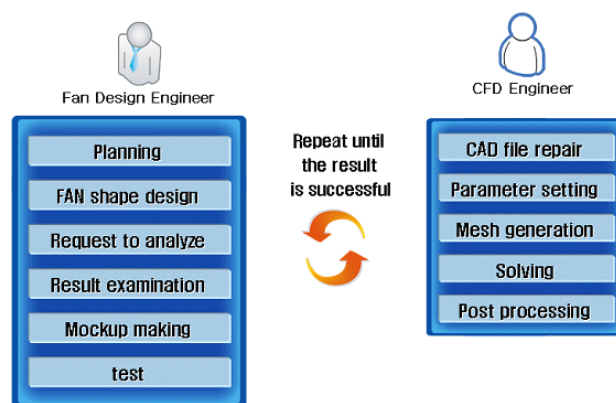 Fan Design Engineer
Planning
FAN shape design
Request to analyze
Result examination
Mockup making
test
Repeat until
the result
is successful
CFD Engineer
CAD file repair
Parameter setting
Mesh generation
Solving
Post processing